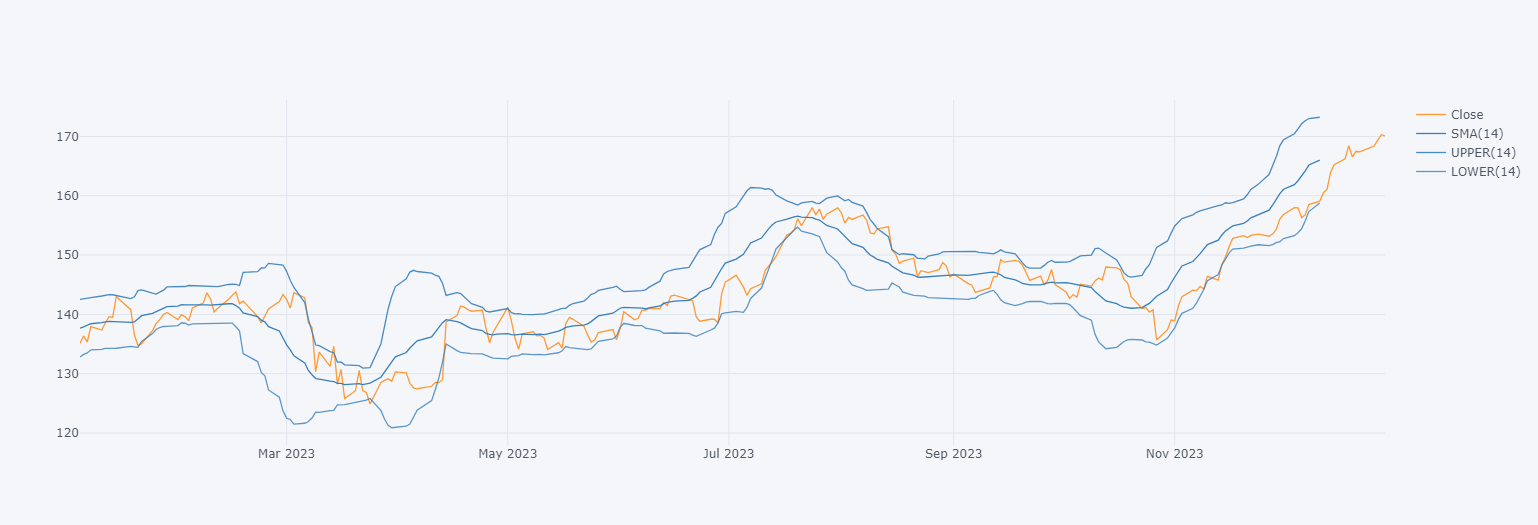 170
160
150
140
130
120
Mar 2023
May 2023
Jul 2023
Sep 2023
Nov 2023
Close
SMA(14)
UPPER(14)
LOWER(14)